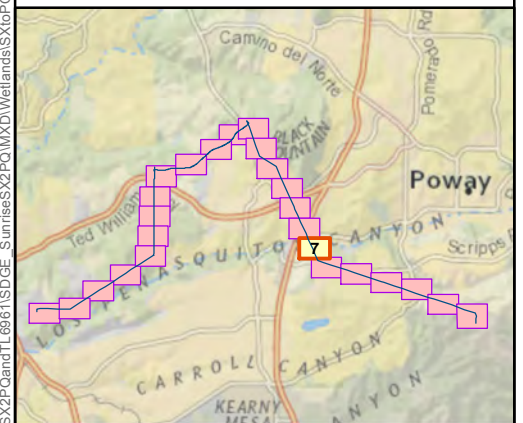 SX2PQandTL6961\SDGE_SunriseSX2PQ\MXD\Wetlands\SXtoPQ
Camino del Norte
Pomerado Rd
BLACK
MOUNTAIN
Poway
Ted William
7
LOS PENASQUITOS CANYON
Scripps P
CARROLL CANYON
CANYON
KEARNY
MESA